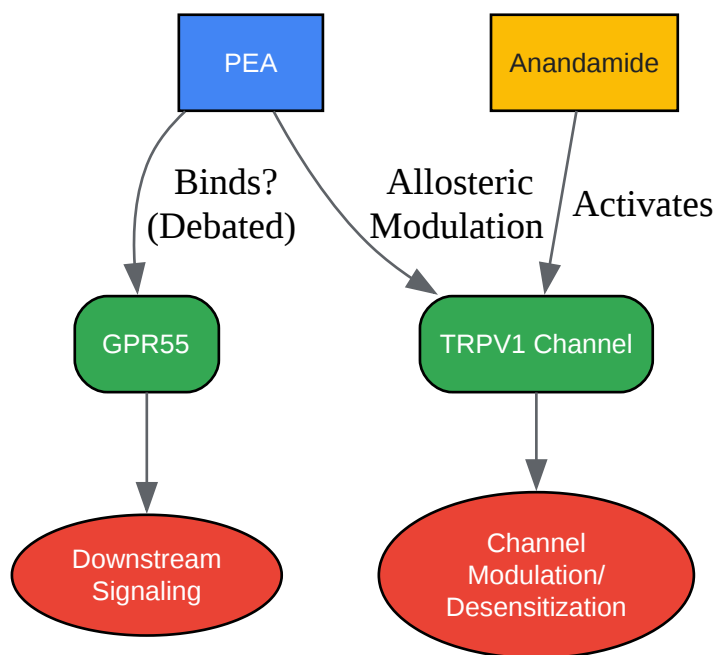 PEA
Anandamide
Binds?
(Debated)
Allosteric
Modulation
Activates
GPR55
TRPV1 Channel
Downstream
Signaling
Channel
Modulation/
Desensitization